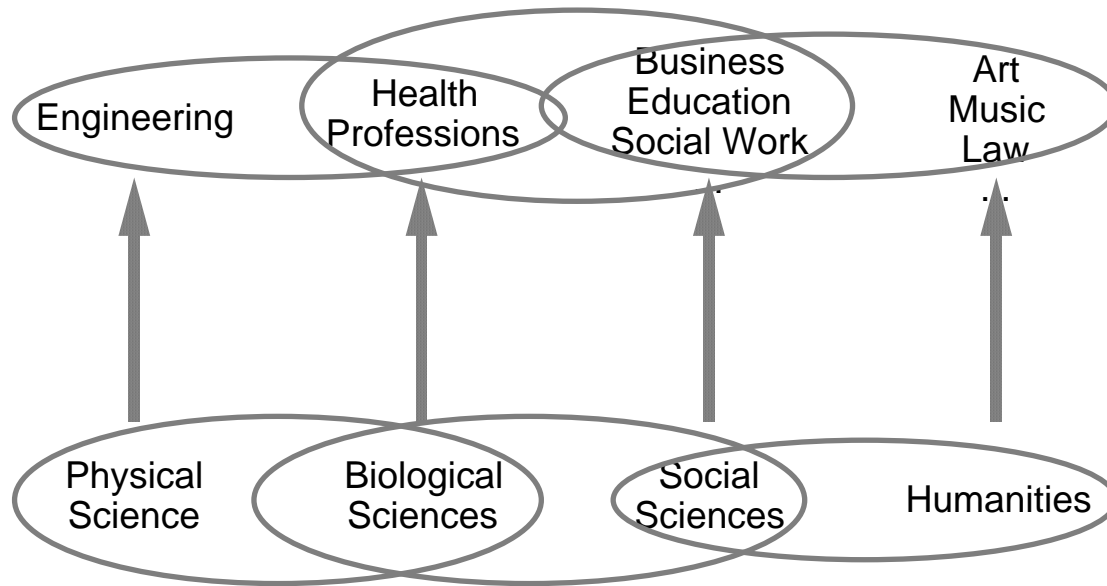 Engineering
Health
Professions
Business
Education
Social Work
.
Art
Music
Law
...
Physical
Science
Biological
Sciences
Social
Sciences
Humanities